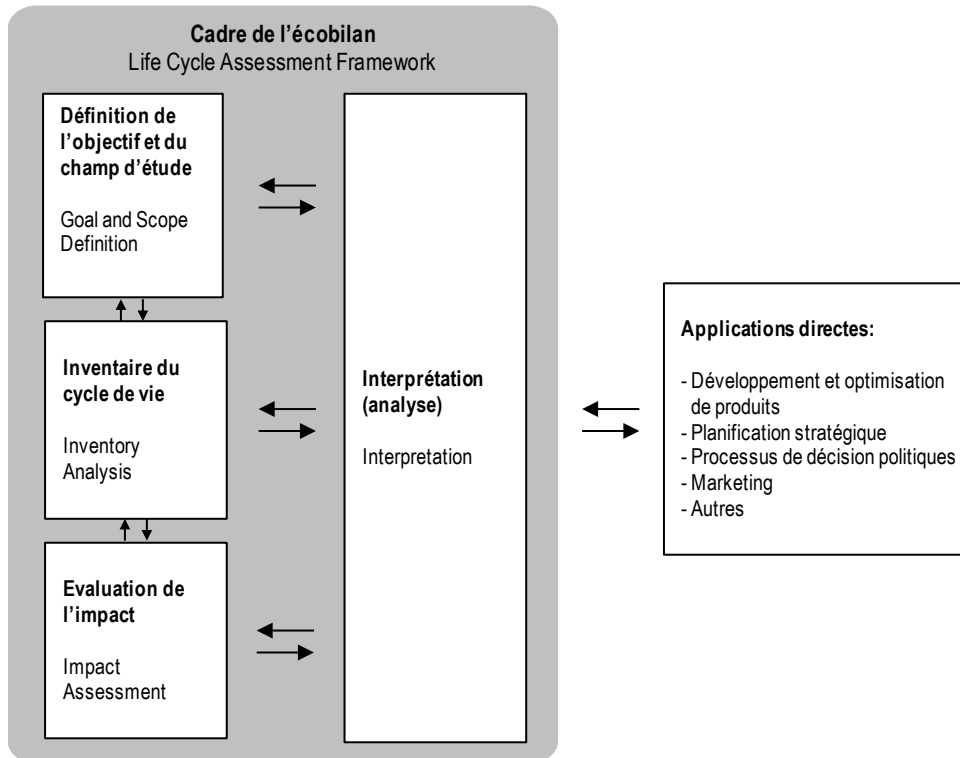 Cadre de l'écobilan
Life Cycle Assessment Framework
Définition de
l'objectif et du
champ d'étude
Goal and Scope
Definition
Inventaire du
cycle de vie
Inventory
Analysis
Evaluation de
l'impact
Impact
Assessment
Interprétation
(analyse)
Interpretation
Applications directes:
- Développement et optimisation
de produits
- Planification stratégique
- Processus de décision politiques
- Marketing
- Autres